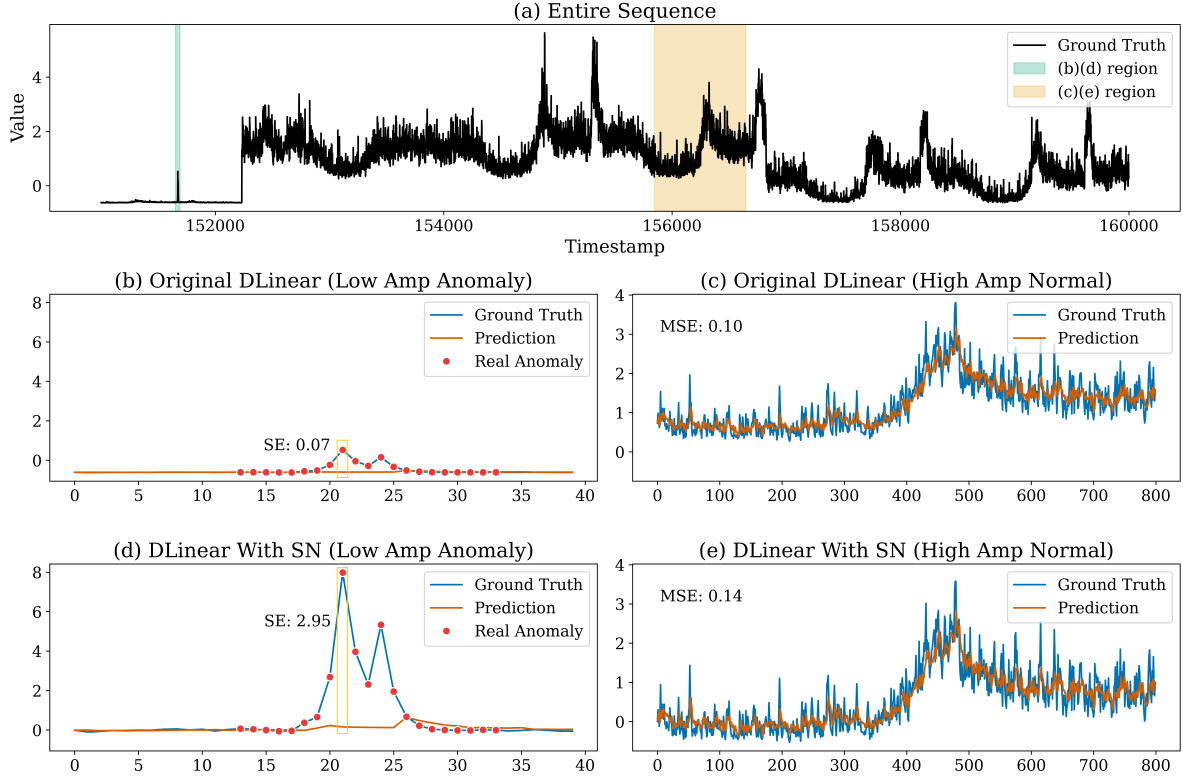 (a) Entire Sequence
Value
4
2
0
Ground Truth
(b)(d) region
(c)(e) region
152000 154000 156000 158000 160000
Timestamp
(b) Original DLinear (Low Amp Anomaly)
8
6
4
2
0
Ground Truth
Prediction
Real Anomaly
SE: 0.07
0 5 10 15 20 25 30 35 40
(c) Original DLinear (High Amp Normal)
4
3
2
1
0
MSE: 0.10
Ground Truth
Prediction
0 100 200 300 400 500 600 700 800
(d) DLinear With SN (Low Amp Anomaly)
8
6
4
2
0
Ground Truth
Prediction
Real Anomaly
SE: 2.95
0 5 10 15 20 25 30 35 40
(e) DLinear With SN (High Amp Normal)
4
3
2
1
0
MSE: 0.14
Ground Truth
Prediction
0 100 200 300 400 500 600 700 800